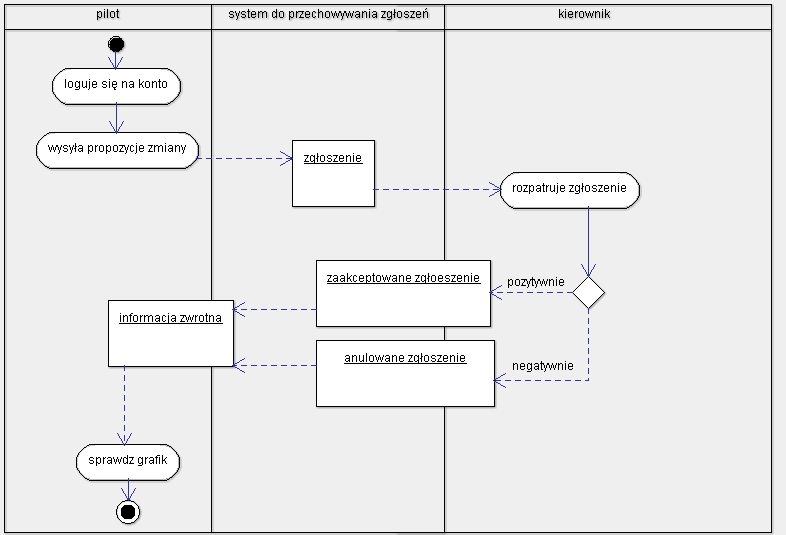 pilot
system do przechowywania zgłoszeń
kierownik
loguje się na konto
wysyła propozycje zmiany
zgłoszenie
rozpatruje zgłoszenie
zaakceptowane zgłoeszenie
pozytywnie
informacja zwrotna
anulowane zgłoszenie
negatywnie
sprawdz grafik